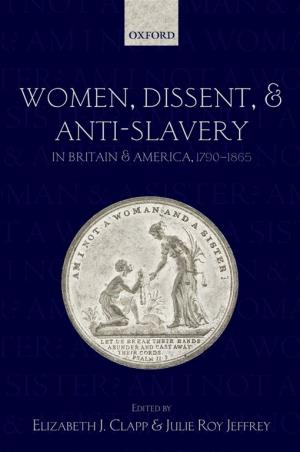 OXFORD
WOMEN, DISSENT, &
ANTI-SLAVERY
IN BRITAIN & AMERICA, 1790–1865
AM I NOT A WOMAN AND A SISTER?
LET US BREAK THEIR BANDS
ASUNDER AND CAST AWAY
THEIR CORDS.
PSALM II. 3
EDITED BY
ELIZABETH J. CLAPP & JULIE ROY JEFFREY